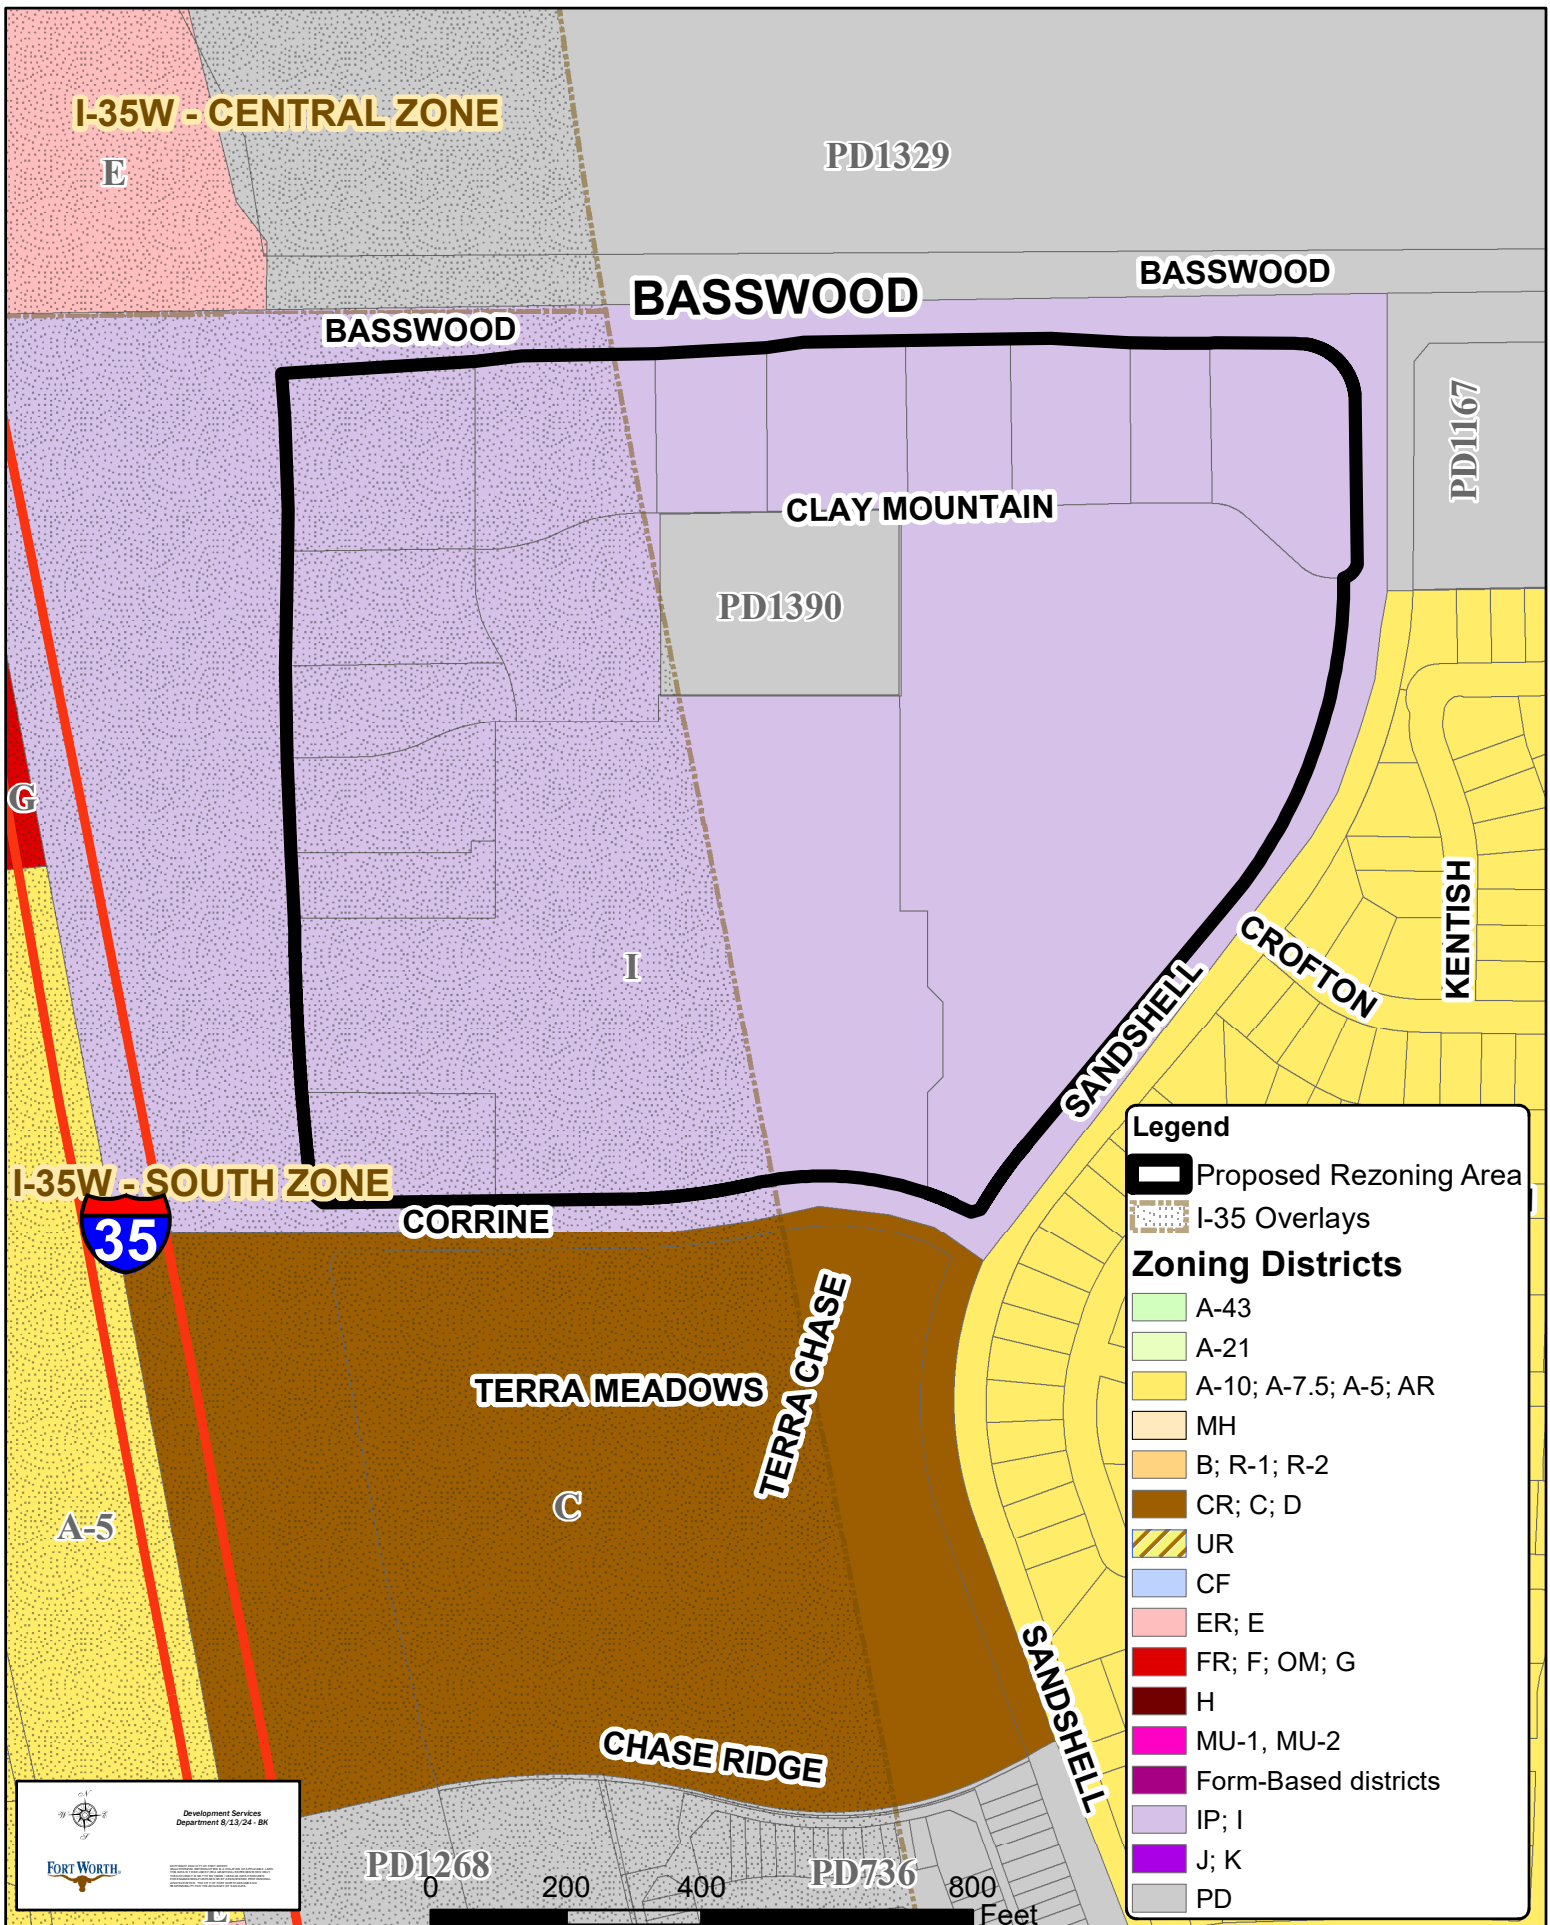 I-35W - CENTRAL ZONE
E
PD1329
BASSWOOD
BASSWOOD
BASSWOOD
PD1167
CLAY MOUNTAIN
PD1390
G
KENTISH
CROFTON
I
SANDSHELL
I-35W - SOUTH ZONE
35
CORRINE
TERRA CHASE
TERRA MEADOWS
C
A-5
SANDSHELL
CHASE RIDGE
PD1268
PD736
E
Legend
Proposed Rezoning Area
I-35 Overlays
Zoning Districts
A-43
A-21
A-10; A-7.5; A-5; AR
MH
B; R-1; R-2
CR; C; D
UR
CF
ER; E
FR; F; OM; G
H
MU-1, MU-2
Form-Based districts
IP; I
J; K
PD
N
W E
S
Development Services
Department 8/13/24 - BK
FORT WORTH®
0 200 400 800
Feet